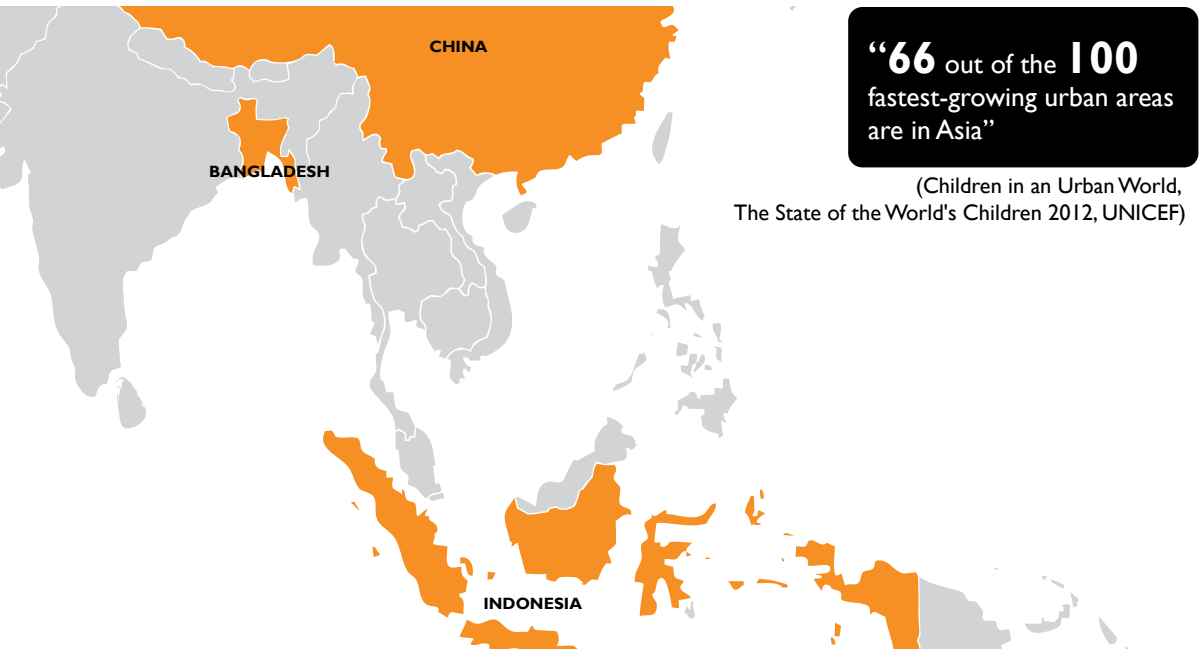 CHINA
“66 out of the 100
fastest-growing urban areas
are in Asia”
BANGLADESH
(Children in an Urban World,
The State of the World's Children 2012, UNICEF)
INDONESIA